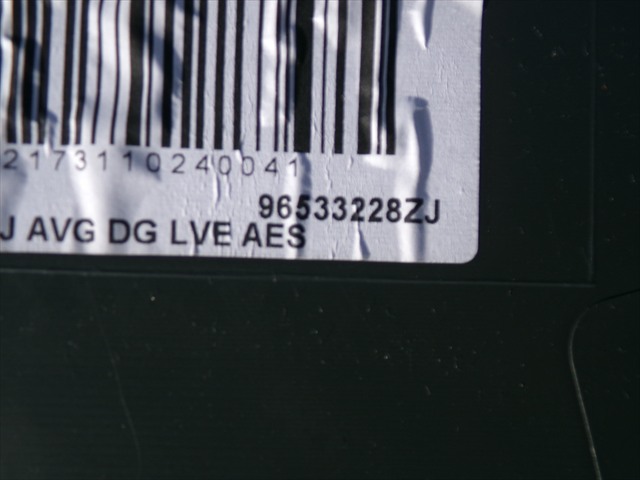 2173110240041
96533228ZJ
J AVG DG LVE AES